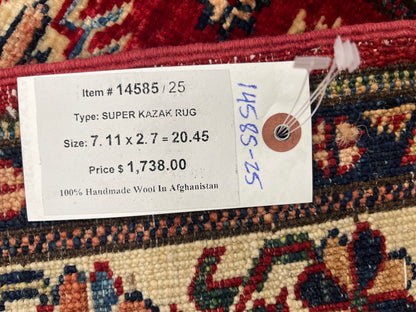 Item # 14585 / 25
Type: SUPER KAZAK RUG
Size: 7. 11 x 2. 7 = 20.45
Price $ 1,738.00
100% Handmade Wool In Afghanistan
14585-25